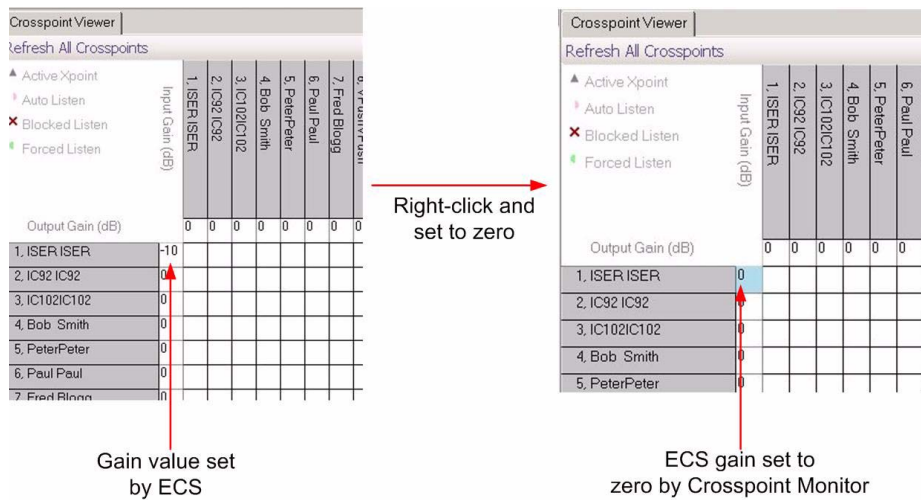 Crosspoint Viewer
Refresh All Crosspoints
Active Xpoint
Auto Listen
Blocked Listen
Forced Listen
Input Gain (dB)
1, ISER ISER
2, IC92 IC92
3, IC102IC102
4, Bob Smith
5, PeterPeter
6, Paul Paul
7, Fred Blogg
Output Gain (dB)
0 0 0 0 0 0 0 0
1, ISER ISER -10
2, IC92 IC92 0
3, IC102IC102 0
4, Bob Smith 0
5, PeterPeter 0
6, Paul Paul 0
7, Fred Blogg 0
Gain value set
by ECS
Right-click and
set to zero
Crosspoint Viewer
Refresh All Crosspoints
Active Xpoint
Auto Listen
Blocked Listen
Forced Listen
Input Gain (dB)
1, ISER ISER
2, IC92 IC92
3, IC102IC102
4, Bob Smith
5, PeterPeter
6, Paul Paul
Output Gain (dB)
0 0 0 0 0 0
1, ISER ISER 0
2, IC92 IC92 0
3, IC102IC102 0
4, Bob Smith 0
5, PeterPeter 0
ECS gain set to
zero by Crosspoint Monitor